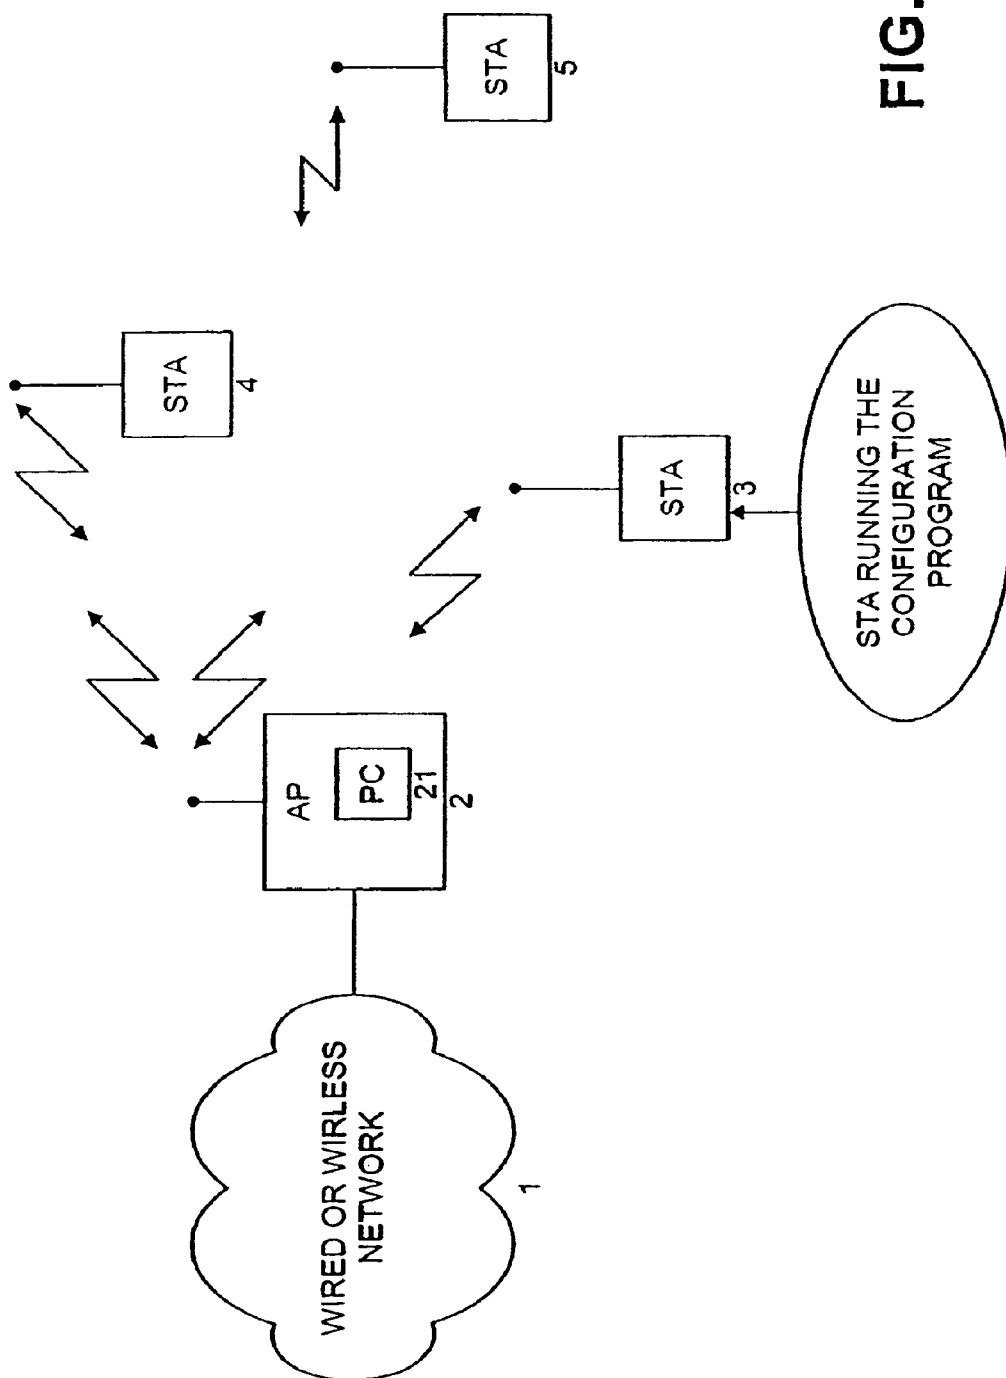 WIRED OR WIRLESS
NETWORK
1
AP
PC
21
2
STA
4
STA
3
STA RUNNING THE
CONFIGURATION
PROGRAM
STA
5
FIG.